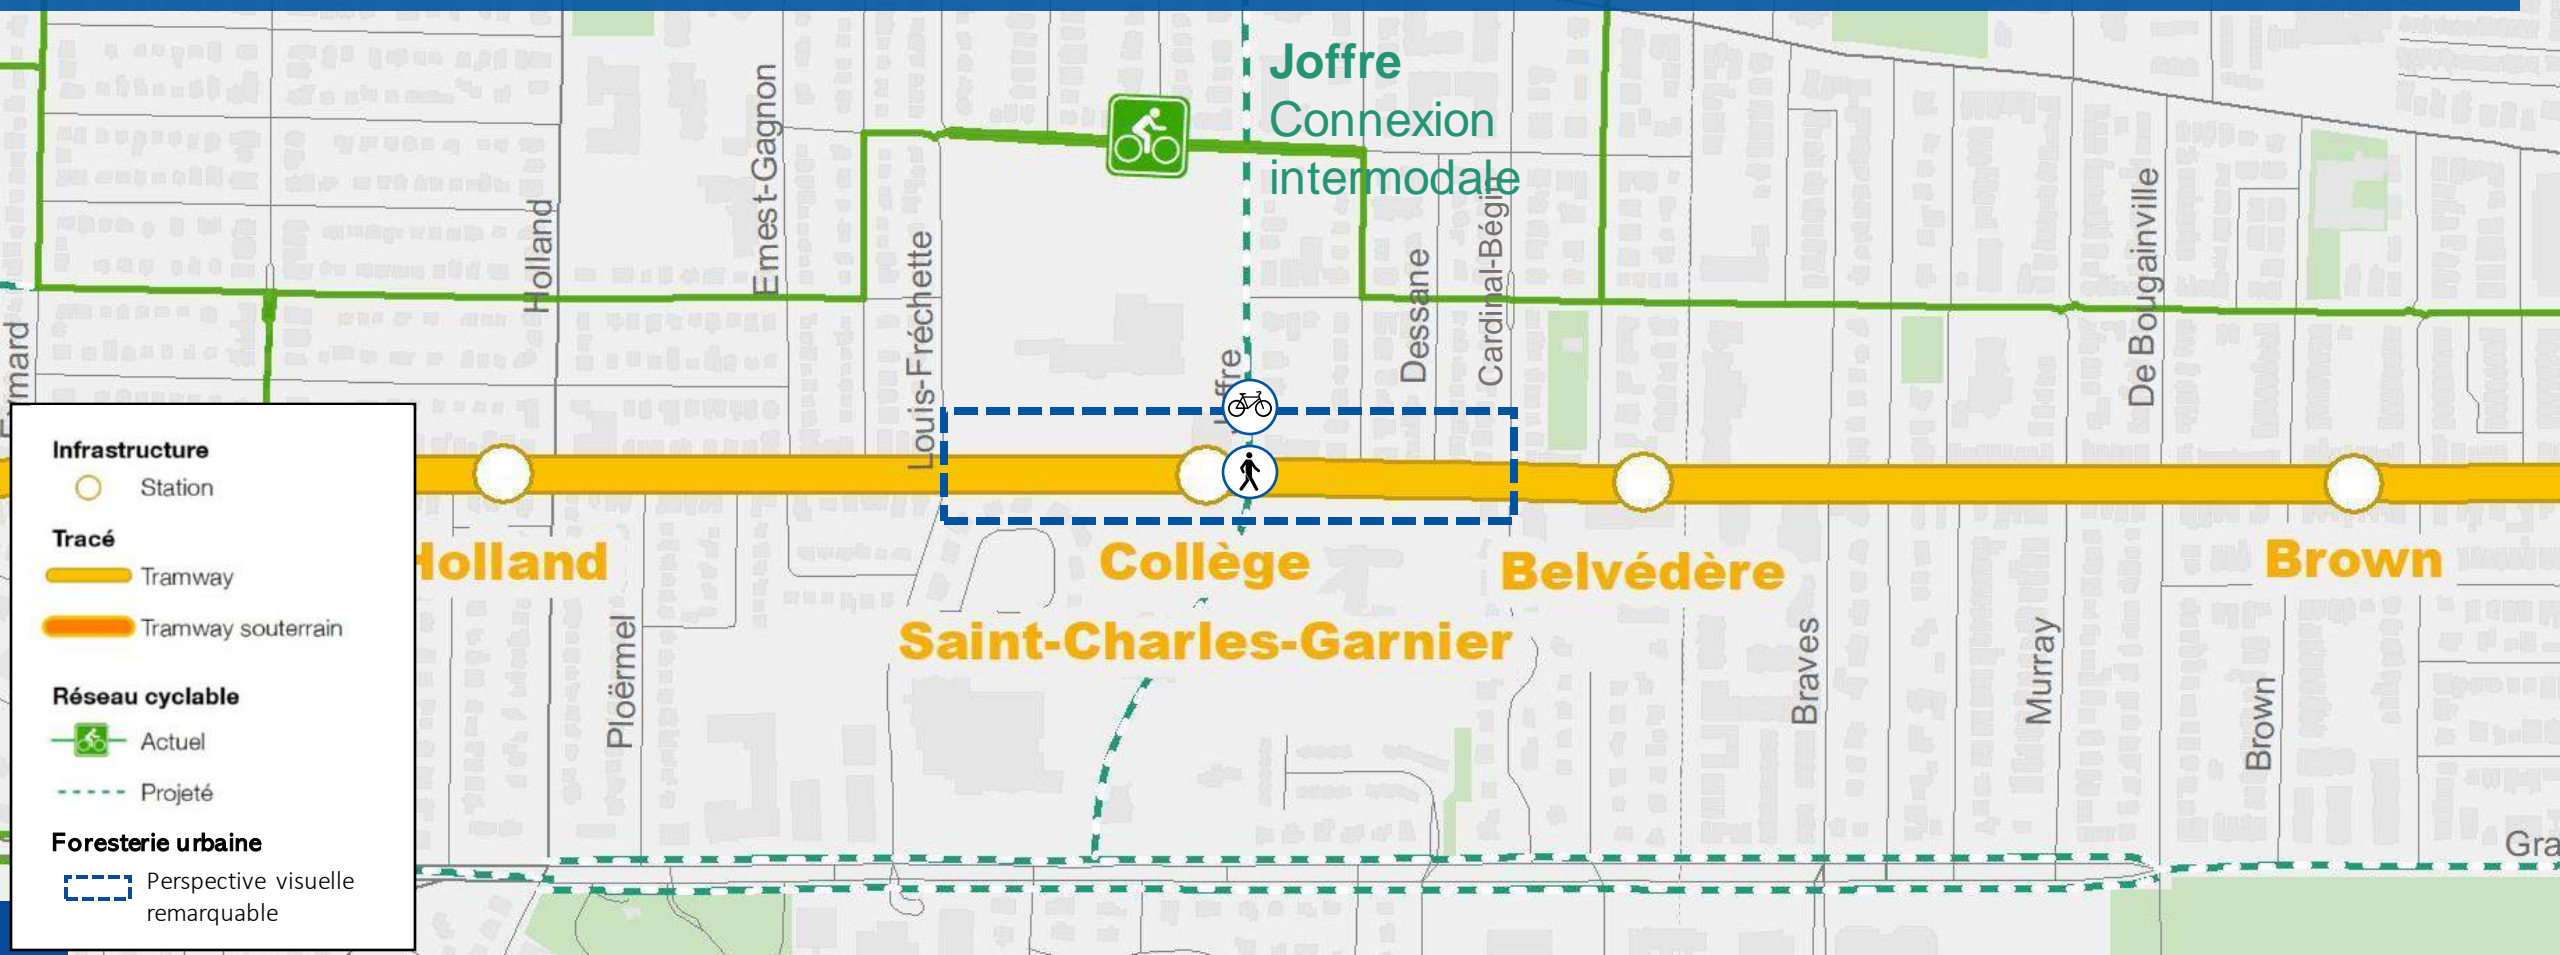 Joffre
Connexion
intermodale
Holland
Ernest-Gagnon
Louis-Fréchette
Dessane
Cardinal-Bégin
De Bougainville
Infrastructure
Station
Tracé
Tramway
Tramway souterrain
Réseau cyclable
Actuel
Projeté
Foresterie urbaine
Perspective visuelle
remarquable
Holland
Collège
Saint-Charles-Garnier
Belvédère
Brown
Ploërmel
Braves
Murray
Brown
Gra